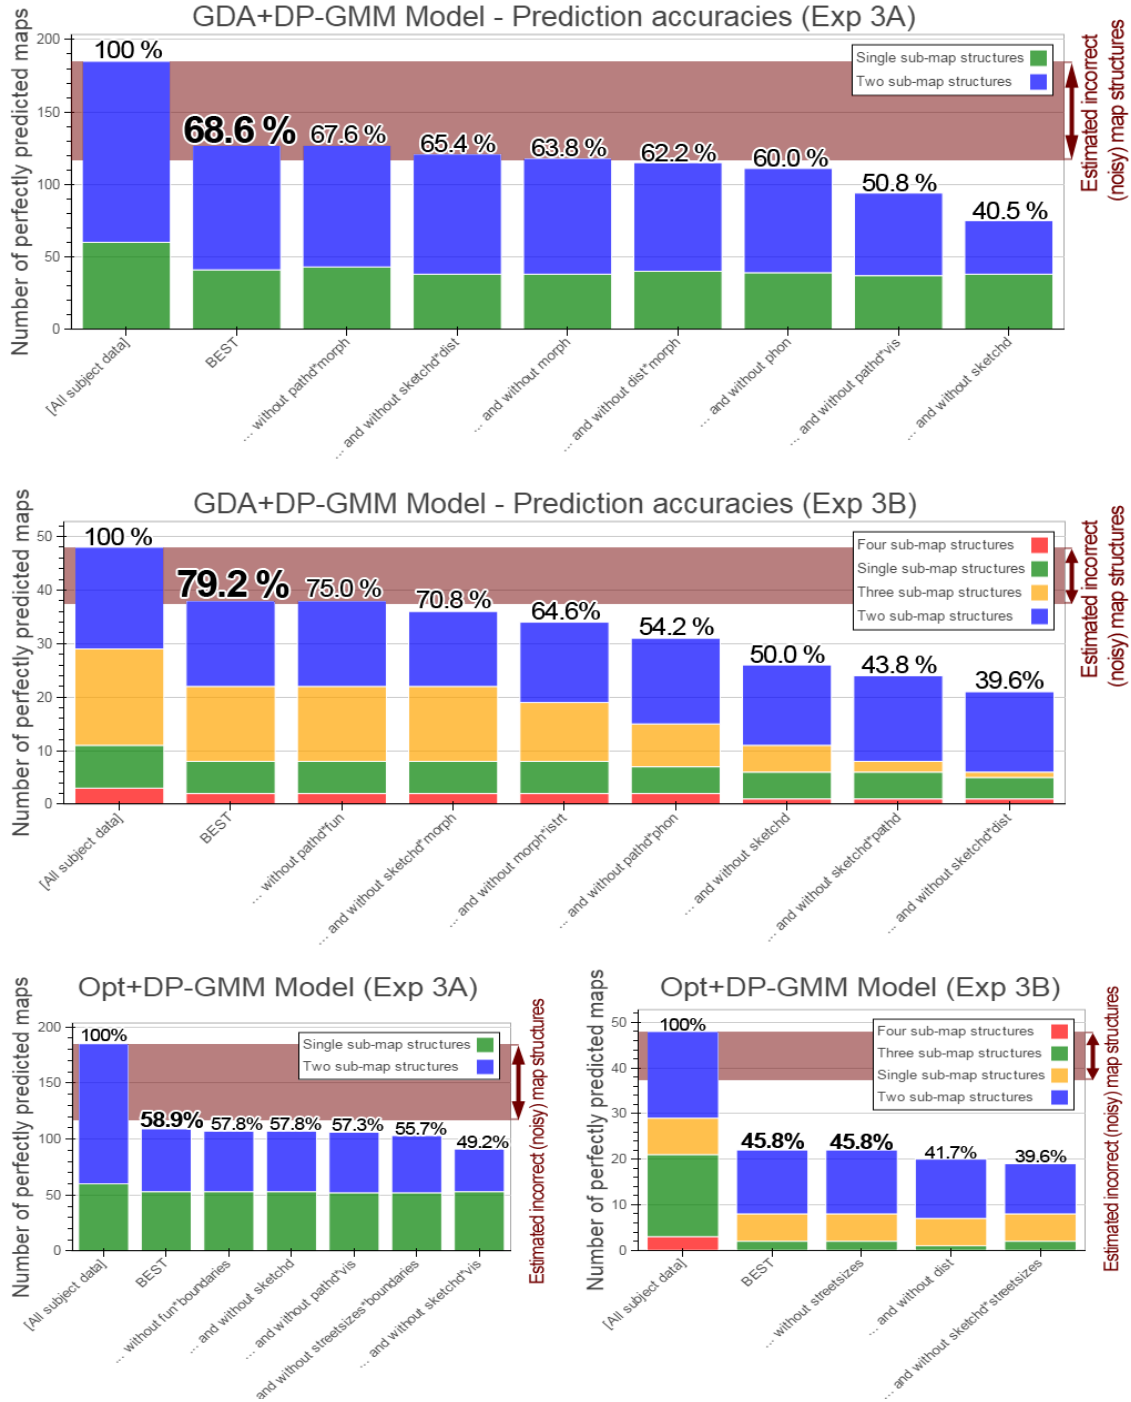 GDA+DP-GMM Model - Prediction accuracies (Exp 3A)
Number of perfectly predicted maps
200
150
100
50
0
100 %
68.6 %
67.6 %
65.4 %
63.8 %
62.2 %
60.0 %
50.8 %
40.5 %
Single sub-map structures
Two sub-map structures
Estimated incorrect
(noisy) map structures
[All subject data]
BEST
... without pathd*morph
... and without sketchd*dist
... and without morph
... and without dist*morph
... and without phon
... and without pathd*vis
... and without sketchd
GDA+DP-GMM Model - Prediction accuracies (Exp 3B)
Number of perfectly predicted maps
50
40
30
20
10
0
100 %
79.2 %
75.0 %
70.8 %
64.6%
54.2 %
50.0 %
43.8 %
39.6%
Four sub-map structures
Single sub-map structures
Three sub-map structures
Two sub-map structures
Estimated incorrect
(noisy) map structures
[All subject data]
BEST
... without pathd*fun
... and without sketchd*morph
... and without morph*istrt
... and without pathd*phon
... and without sketchd
... and without sketchd*pathd
... and without sketchd*dist
Opt+DP-GMM Model (Exp 3A)
Number of perfectly predicted maps
200
150
100
50
0
100%
58.9%
57.8%
57.8%
57.3%
55.7%
49.2%
Single sub-map structures
Two sub-map structures
Estimated incorrect (noisy) map structures
[All subject data]
BEST
... without fun*boundaries
... and without sketchd
... and without pathd*vis
and without streetsizes*boundaries
... and without sketchd*vis
Opt+DP-GMM Model (Exp 3B)
Number of perfectly predicted maps
50
40
30
20
10
0
100%
45.8%
45.8%
41.7%
39.6%
Four sub-map structures
Three sub-map structures
Single sub-map structures
Two sub-map structures
Estimated incorrect (noisy) map structures
[All subject data]
BEST
... without streetsizes
... and without dist
... and without sketchd*streetsizes